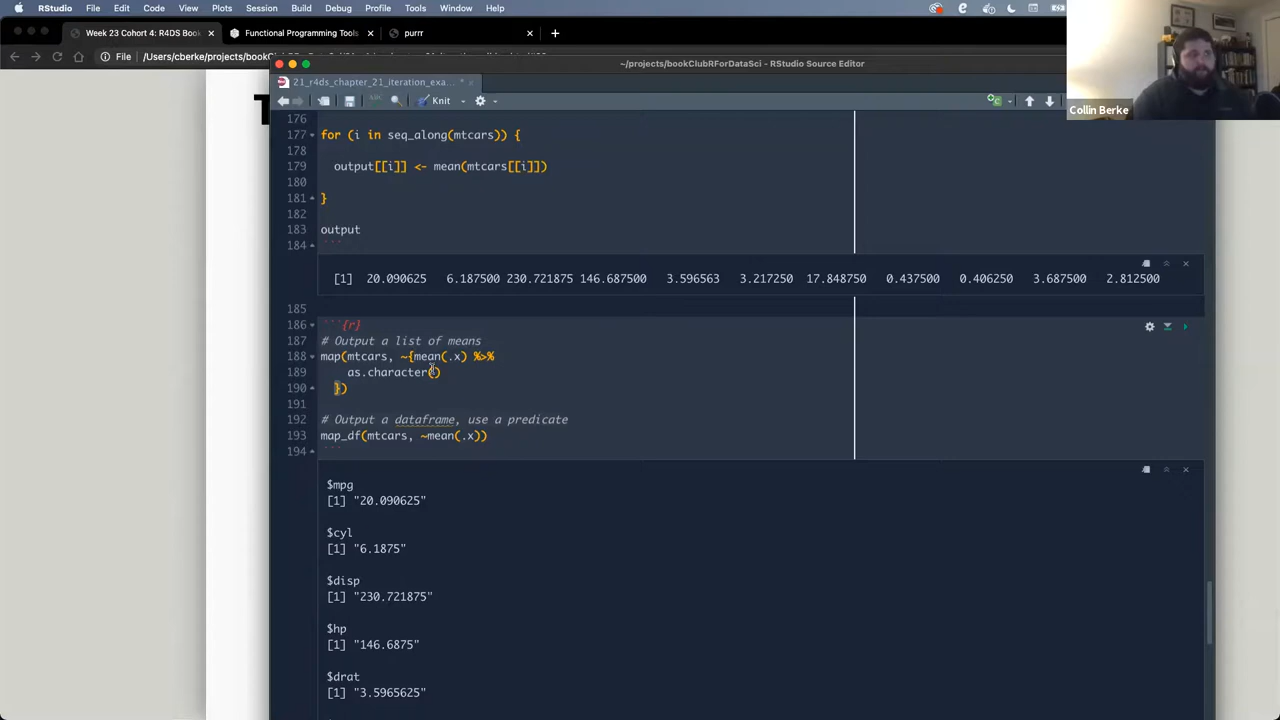 RStudio File Edit Code View Plots Session Build Debug Profile Tools Window Help
Week 23 Cohort 4: R4DS Book
Functional Programming Tools
purrr
File /Users/cberke/projects/bookClubRForDataSci/
~/projects/bookClubRForDataSci - RStudio Source Editor
21_r4ds_chapter_21_iteration_exa...
Knit
Collin Berke
176
177 for (i in seq_along(mtcars)) {
178
179 output[[i]] <- mean(mtcars[[i]])
180
181 }
182
183 output
184 ```
[1] 20.090625 6.187500 230.721875 146.687500 3.596563 3.217250 17.848750 0.437500 0.406250 3.687500 2.812500
185
186 ```{r}
187 # Output a list of means
188 map(mtcars, ~{mean(.x) %>%
189 as.character()
190 })
191
192 # Output a dataframe, use a predicate
193 map_df(mtcars, ~mean(.x))
194 ```
$mpg
[1] "20.090625"
$cyl
[1] "6.1875"
$disp
[1] "230.721875"
$hp
[1] "146.6875"
$drat
[1] "3.5965625"